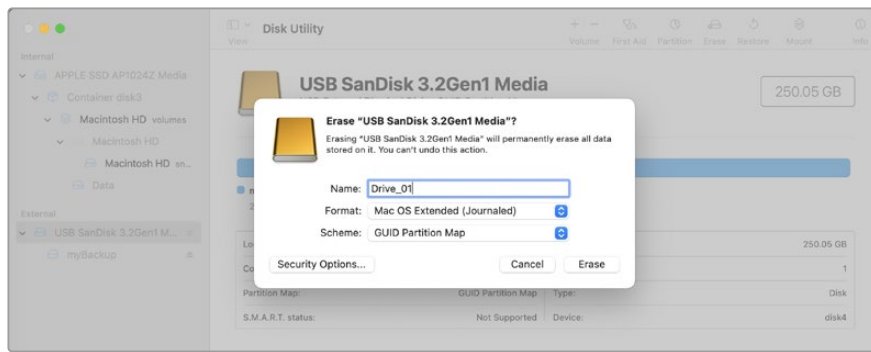 Disk Utility
View
Volume First Aid Partition Erase Restore Mount Info
Internal
APPLE SSD AP1024Z Media
Container disk3
Macintosh HD volumes
Macintosh HD
Macintosh HD sn...
Data
External
USB SanDisk 3.2Gen1 M...
myBackup
USB SanDisk 3.2Gen1 Media
250.05 GB
Erase “USB SanDisk 3.2Gen1 Media”?
Erasing “USB SanDisk 3.2Gen1 Media” will permanently erase all data
stored on it. You can’t undo this action.
Name: Drive_01
Format: Mac OS Extended (Journaled)
Scheme: GUID Partition Map
Security Options... Cancel Erase
250.05 GB
1
Partition Map: GUID Partition Map Type: Disk
S.M.A.R.T. status: Not Supported Device: disk4